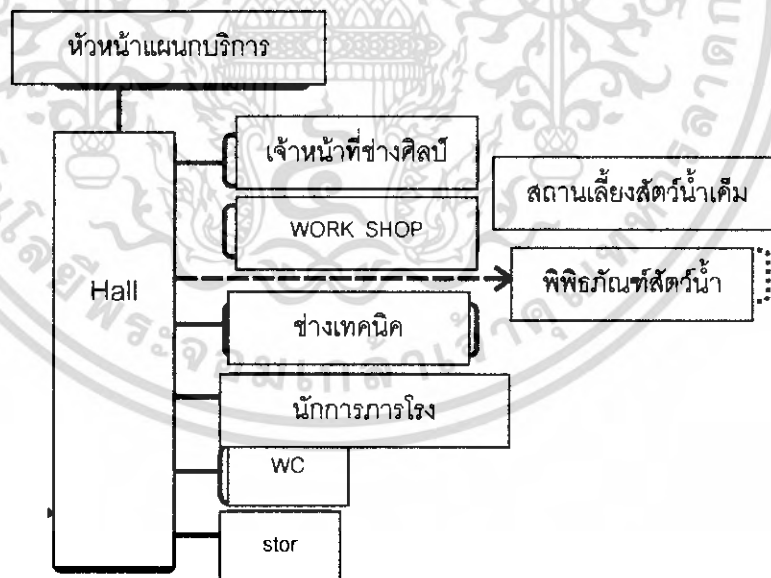 หัวหน้าแผนกบริการ
เจ้าหน้าที่ช่างศิลป์
สถานเลี้ยงสัตว์น้ำเค็ม
WORK SHOP
Hall
พิพิธภัณฑ์สัตว์น้ำ
ช่างเทคนิค
นักการภารโรง
WC
stor